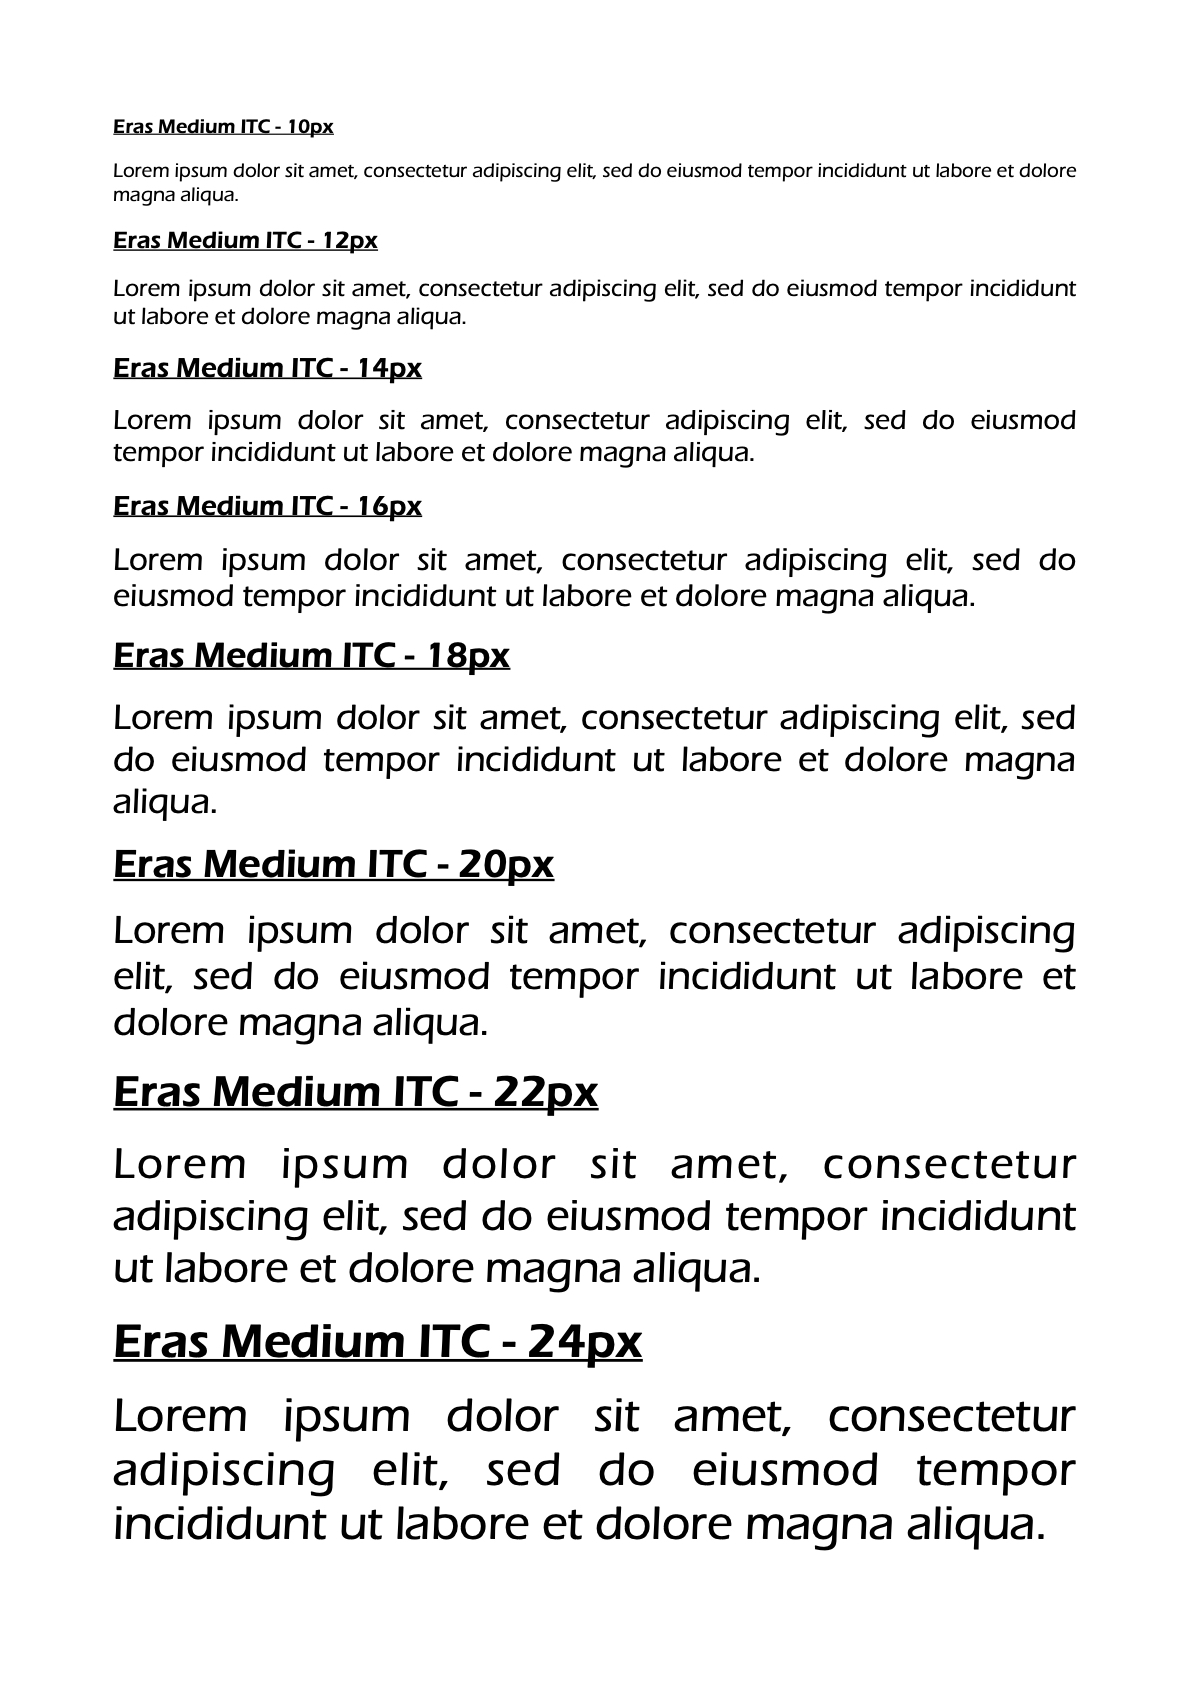 Eras Medium ITC - 10px
Lorem ipsum dolor sit amet, consectetur adipiscing elit, sed do eiusmod tempor incididunt ut labore et dolore
magna aliqua.
Eras Medium ITC - 12px
Lorem ipsum dolor sit amet, consectetur adipiscing elit, sed do eiusmod tempor incididunt
ut labore et dolore magna aliqua.
Eras Medium ITC - 14px
Lorem ipsum dolor sit amet, consectetur adipiscing elit, sed do eiusmod
tempor incididunt ut labore et dolore magna aliqua.
Eras Medium ITC - 16px
Lorem ipsum dolor sit amet, consectetur adipiscing elit, sed do
eiusmod tempor incididunt ut labore et dolore magna aliqua.
Eras Medium ITC - 18px
Lorem ipsum dolor sit amet, consectetur adipiscing elit, sed
do eiusmod tempor incididunt ut labore et dolore magna
aliqua.
Eras Medium ITC - 20px
Lorem ipsum dolor sit amet, consectetur adipiscing
elit, sed do eiusmod tempor incididunt ut labore et
dolore magna aliqua.
Eras Medium ITC - 22px
Lorem ipsum dolor sit amet, consectetur
adipiscing elit, sed do eiusmod tempor incididunt
ut labore et dolore magna aliqua.
Eras Medium ITC - 24px
Lorem ipsum dolor sit amet, consectetur
adipiscing elit, sed do eiusmod tempor
incididunt ut labore et dolore magna aliqua.